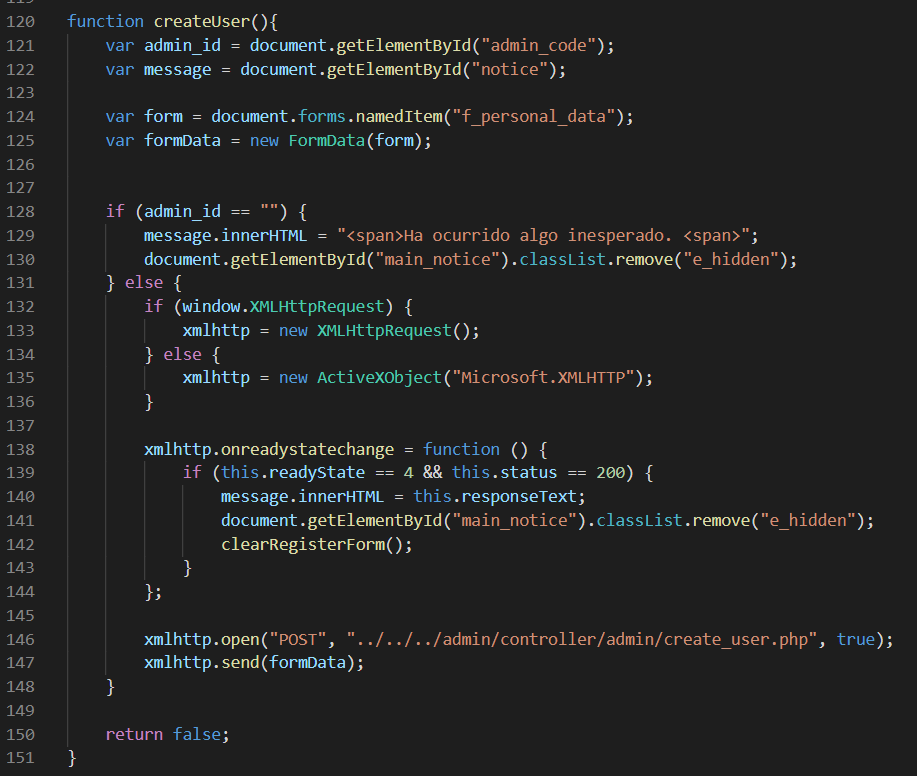 119
120 function createUser(){
121 var admin_id = document.getElementById("admin_code");
122 var message = document.getElementById("notice");
123
124 var form = document.forms.namedItem("f_personal_data");
125 var formData = new FormData(form);
126
127
128 if (admin_id == "") {
129 message.innerHTML = "<span>Ha ocurrido algo inesperado. <span>";
130 document.getElementById("main_notice").classList.remove("e_hidden");
131 } else {
132 if (window.XMLHttpRequest) {
133 xmlhttp = new XMLHttpRequest();
134 } else {
135 xmlhttp = new ActiveXObject("Microsoft.XMLHTTP");
136 }
137
138 xmlhttp.onreadystatechange = function () {
139 if (this.readyState == 4 && this.status == 200) {
140 message.innerHTML = this.responseText;
141 document.getElementById("main_notice").classList.remove("e_hidden");
142 clearRegisterForm();
143 }
144 };
145
146 xmlhttp.open("POST", "../../../admin/controller/admin/create_user.php", true);
147 xmlhttp.send(formData);
148 }
149
150 return false;
151 }